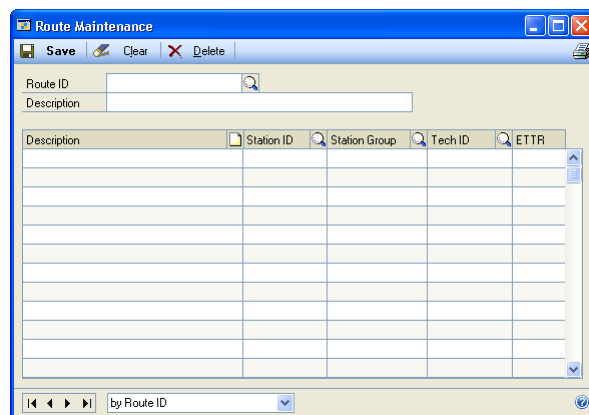 Route Maintenance
Save Clear Delete
Route ID
Description
Description Station ID Station Group Tech ID ETTR
by Route ID